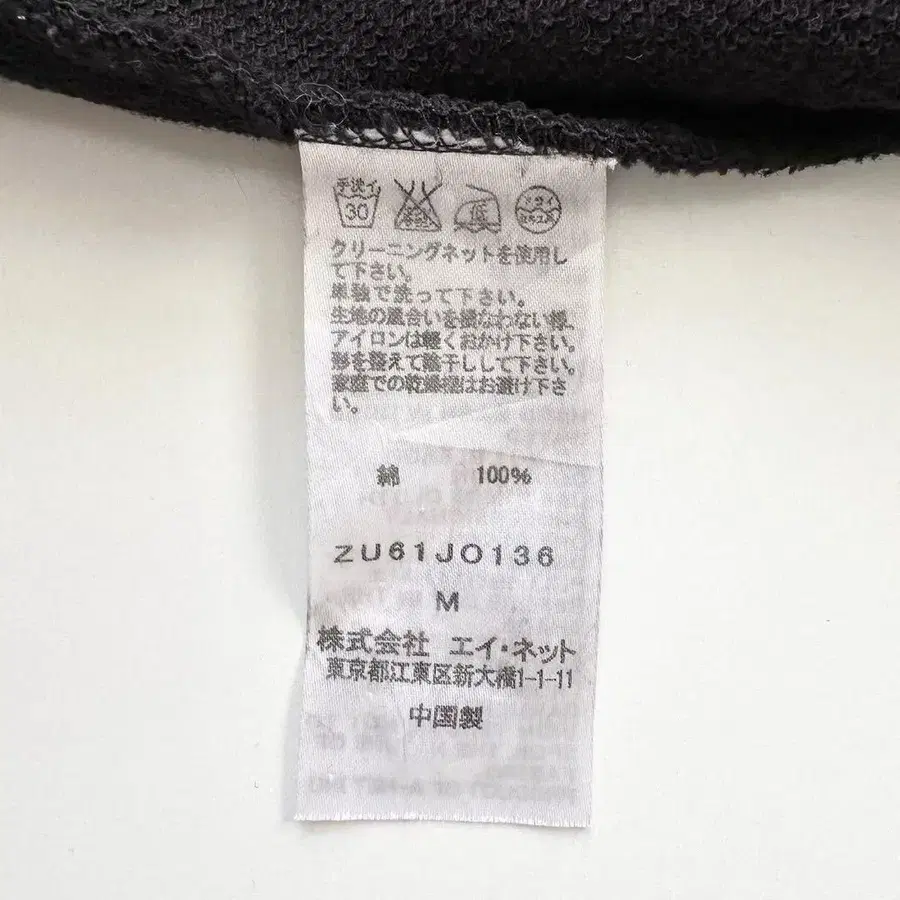 手洗イ
30
低
ドライ
クリーニングネットを使用し
て下さい。
単独で洗って下さい。
生地の風合いを損なわない様、
アイロンは軽くおかけ下さい。
形を整えて陰干しして下さい。
家庭での乾燥機はお避け下さ
い。
綿 100%
ZU61JO136
M
株式会社 エイ・ネット
東京都江東区新大橋1-1-11
中国製